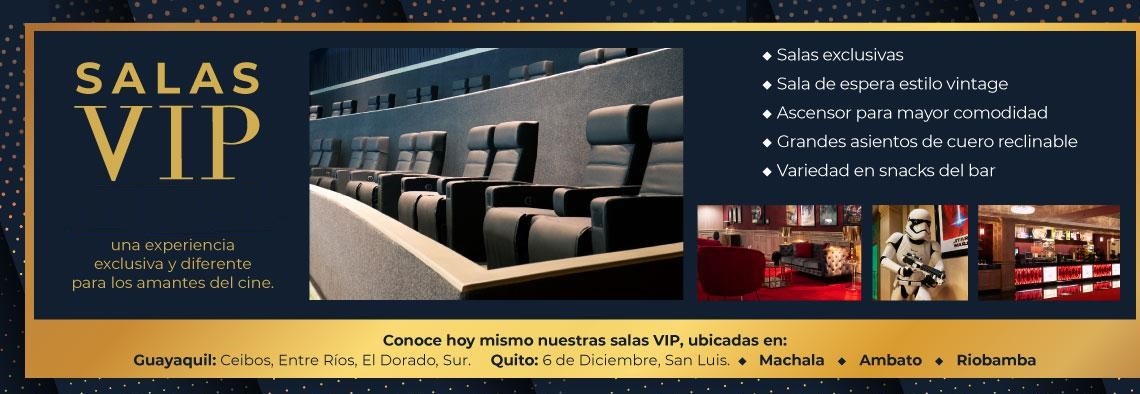 SALAS
VIP
una experiencia
exclusiva y diferente
para los amantes del cine.
◆ Salas exclusivas
◆ Sala de espera estilo vintage
◆ Ascensor para mayor comodidad
◆ Grandes asientos de cuero reclinable
◆ Variedad en snacks del bar
STAR
WARS
Conoce hoy mismo nuestras salas VIP, ubicadas en:
Guayaquil: Ceibos, Entre Ríos, El Dorado, Sur. Quito: 6 de Diciembre, San Luis. ◆ Machala ◆ Ambato ◆ Riobamba